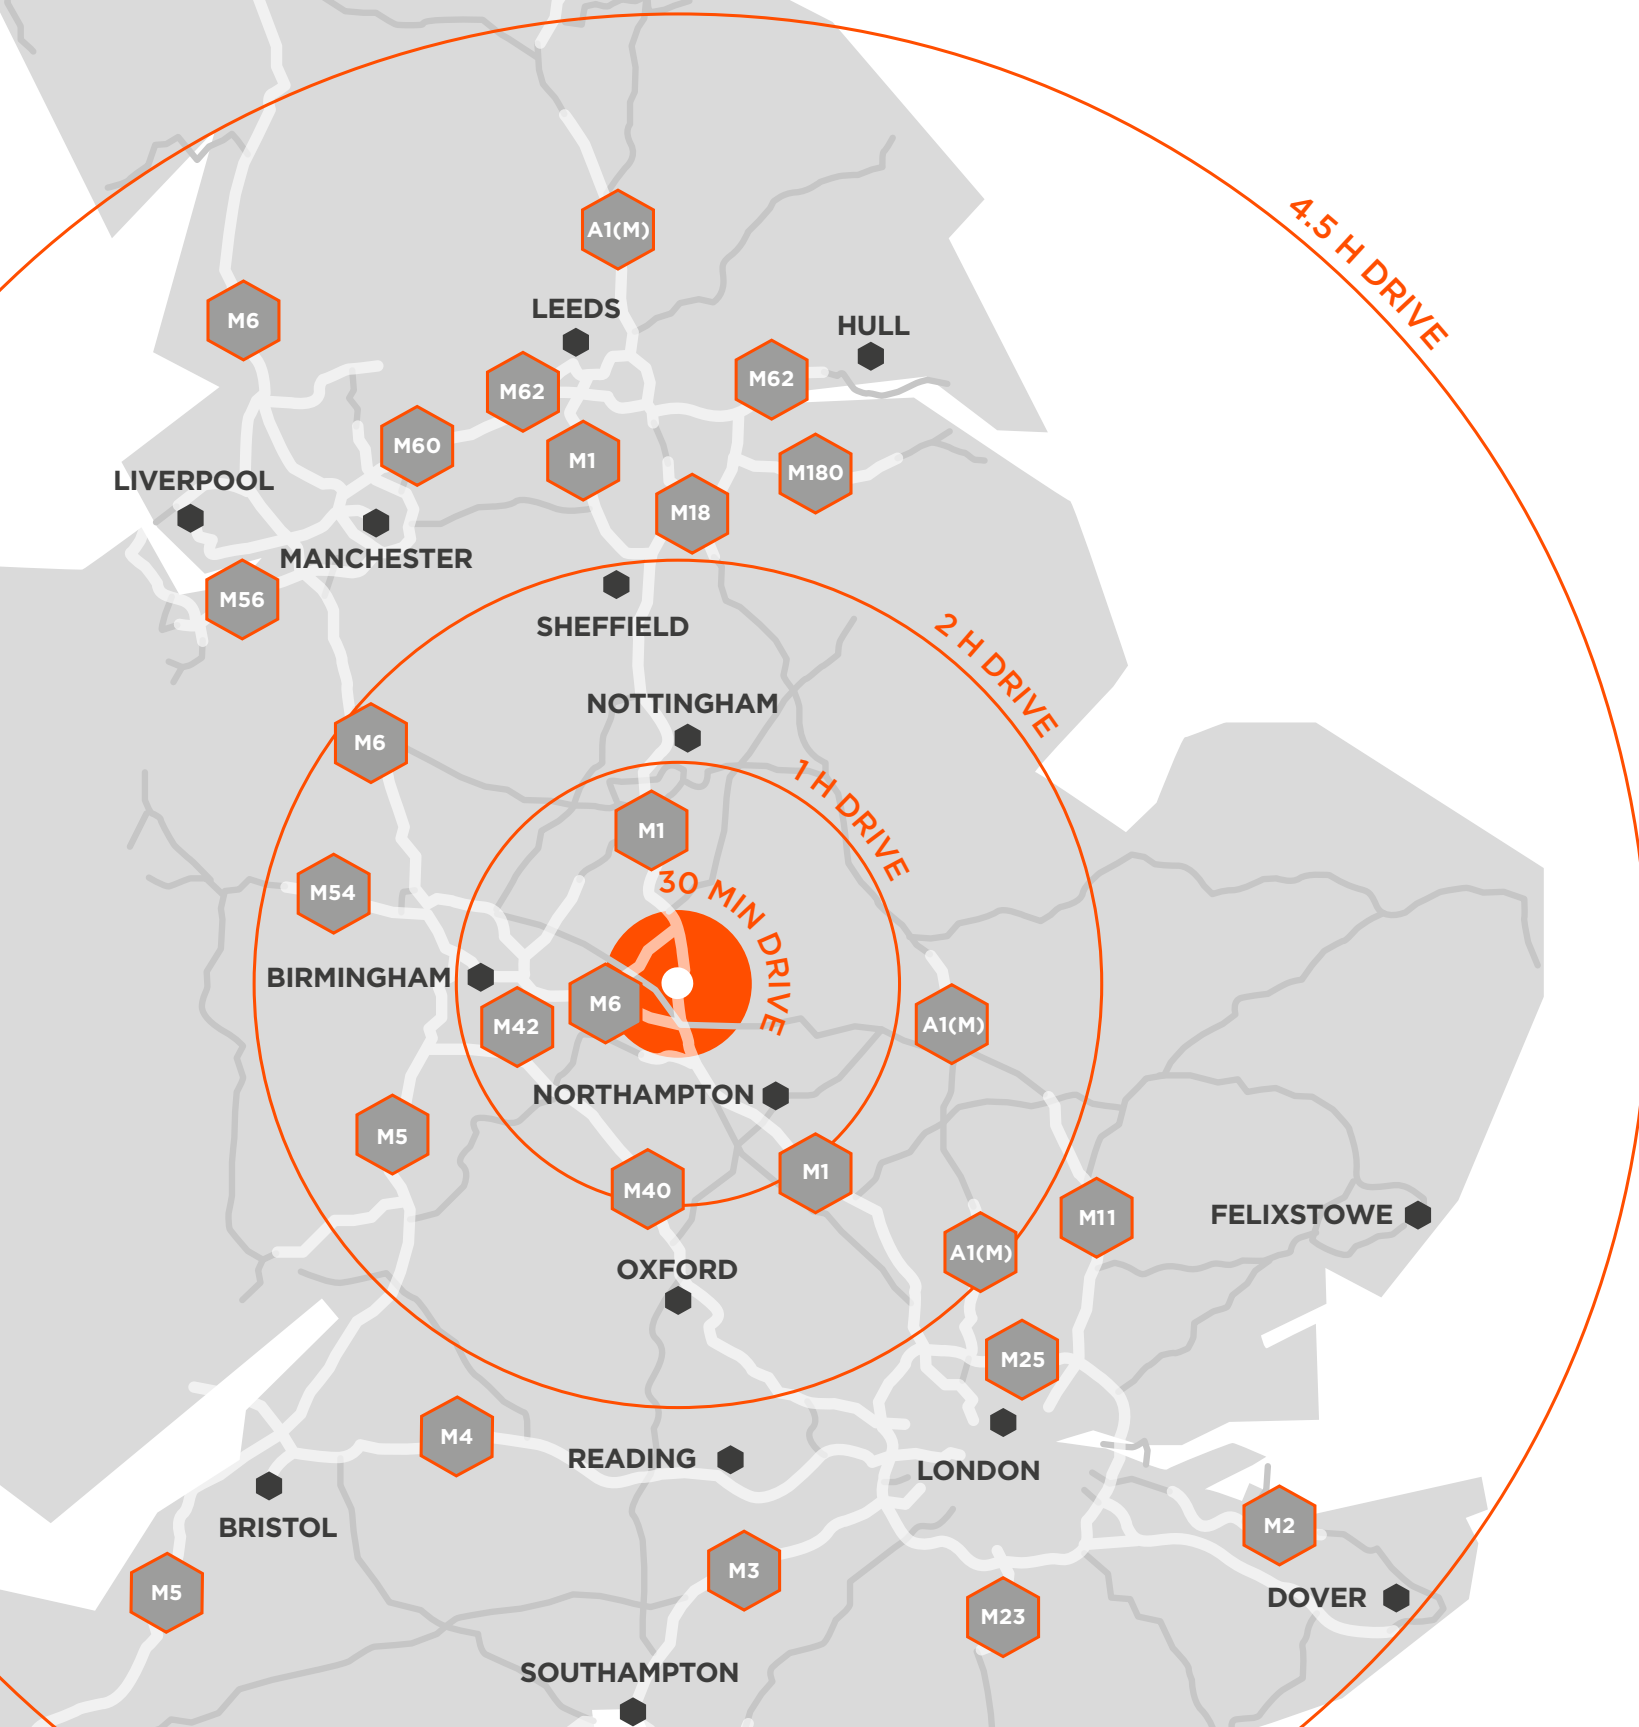 4.5 H DRIVE
A1(M)
LEEDS
M6
HULL
M62
M62
M60
M1
M180
LIVERPOOL
M18
MANCHESTER
M56
SHEFFIELD
2 H DRIVE
NOTTINGHAM
M6
1 H DRIVE
M1
30 MIN DRIVE
M54
BIRMINGHAM
M6
M42
A1(M)
NORTHAMPTON
M5
M1
M40
M11
FELIXSTOWE
A1(M)
OXFORD
M25
M4
READING
LONDON
BRISTOL
M2
M3
M5
DOVER
M23
SOUTHAMPTON